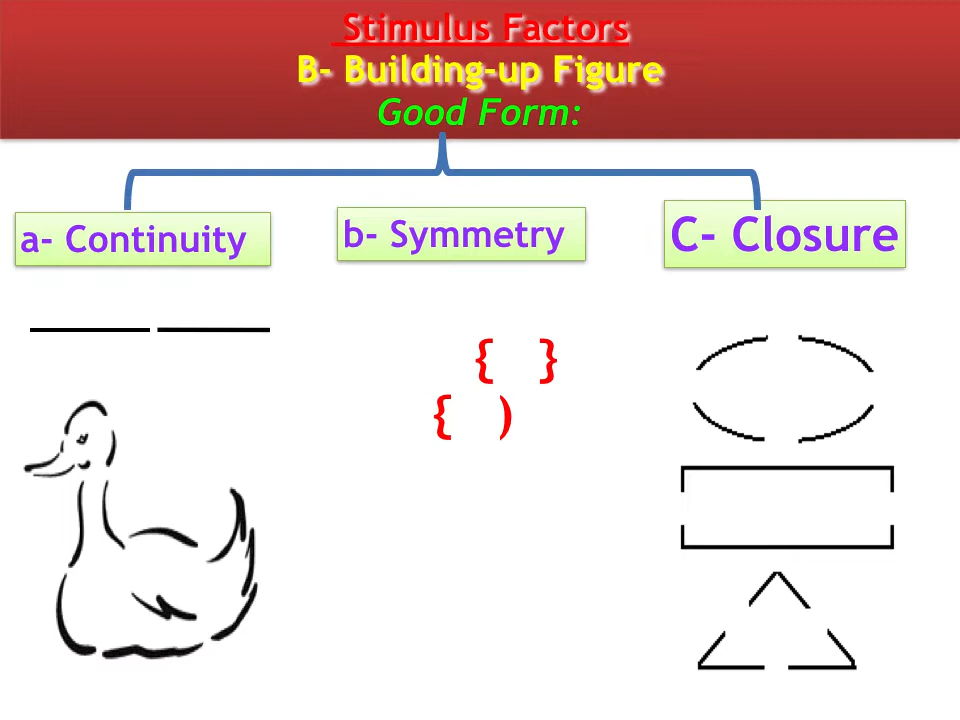 Stimulus Factors
B- Building-up Figure
Good Form:
a- Continuity
b- Symmetry
C- Closure
{ }
{ )